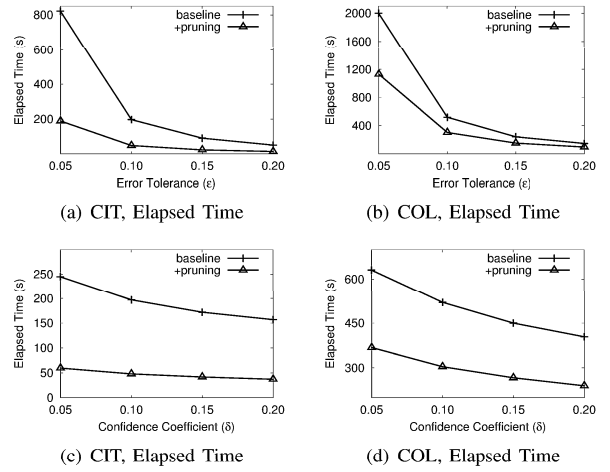 baseline
+pruning
Elapsed Time (s)
800
600
400
200
0.05 0.10 0.15 0.20
Error Tolerance (ε)
(a) CIT, Elapsed Time
baseline
+pruning
Elapsed Time (s)
2000
1600
1200
800
400
0.05 0.10 0.15 0.20
Error Tolerance (ε)
(b) COL, Elapsed Time
baseline
+pruning
Elapsed Time (s)
250
200
150
100
50
0
0.05 0.10 0.15 0.20
Confidence Coefficient (δ)
(c) CIT, Elapsed Time
baseline
+pruning
Elapsed Time (s)
600
450
300
0.05 0.10 0.15 0.20
Confidence Coefficient (δ)
(d) COL, Elapsed Time